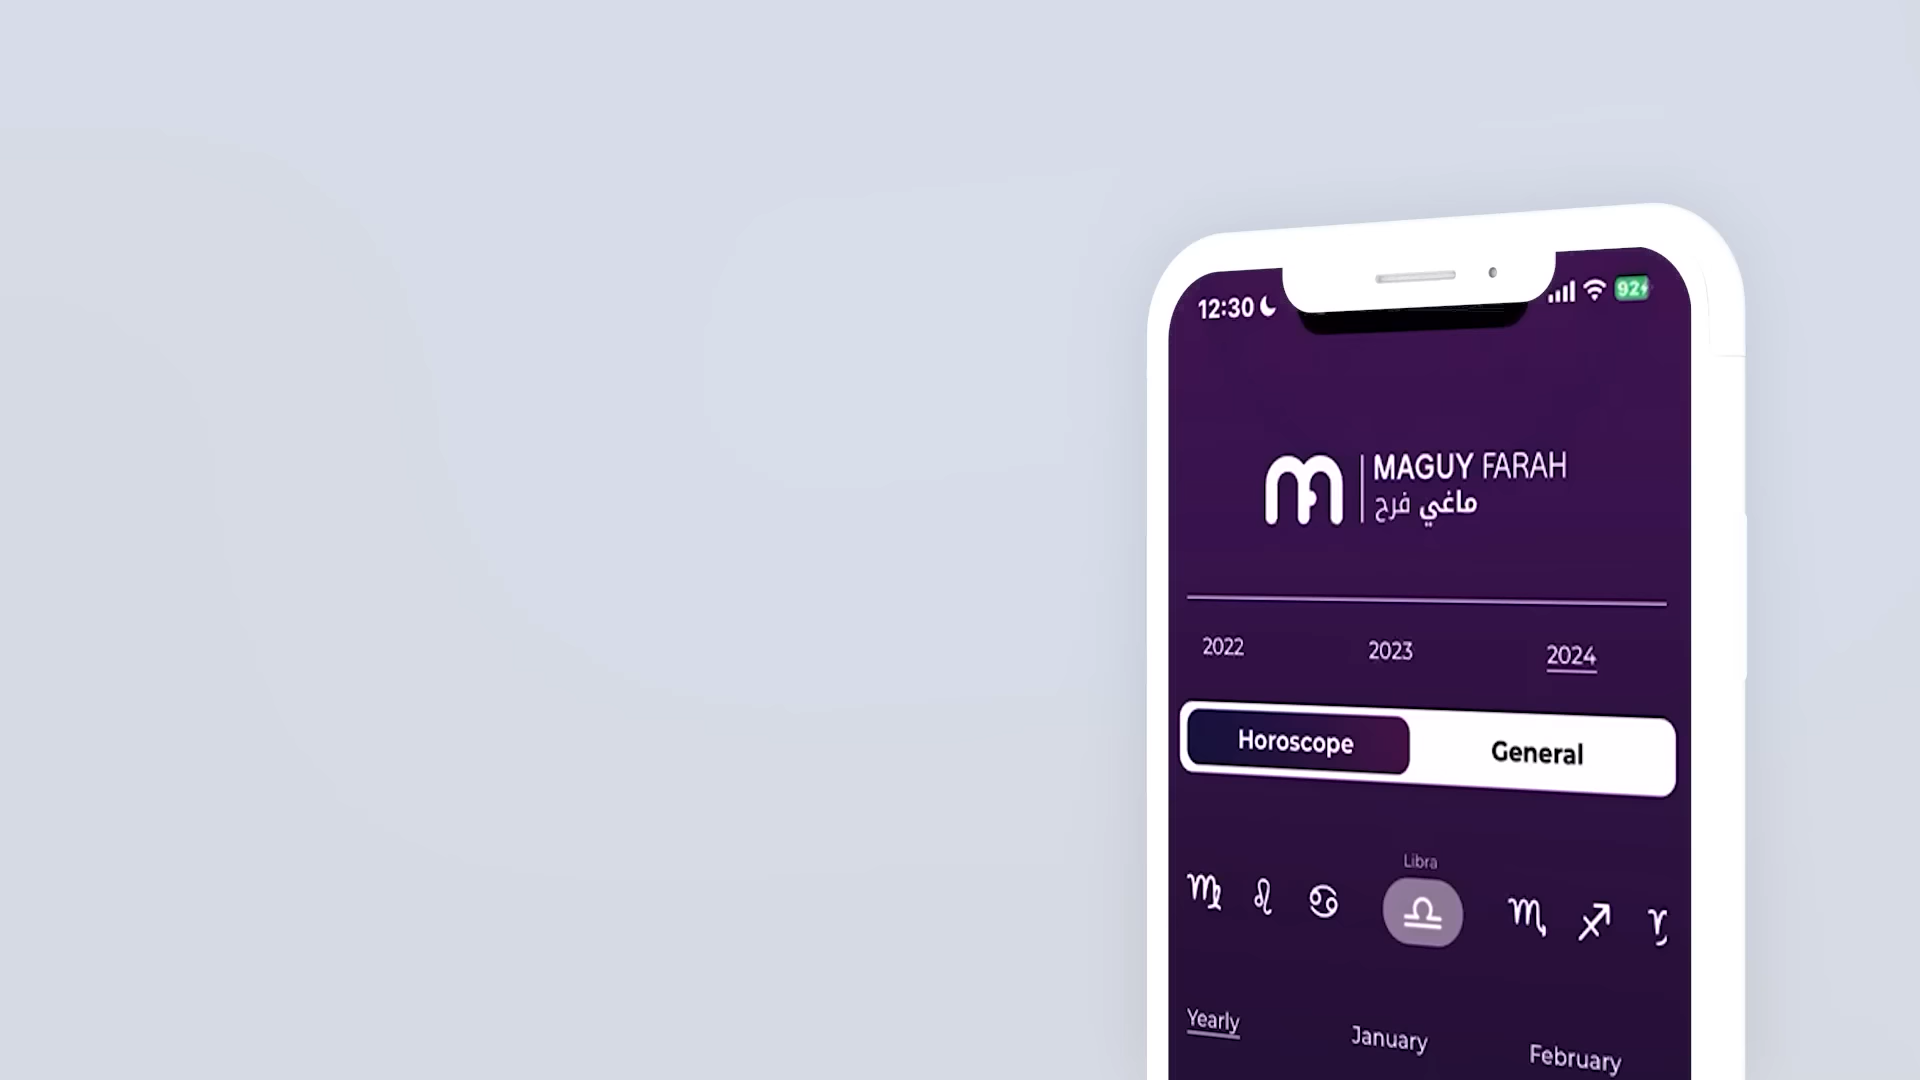 12:30
92
MAGUY FARAH
ماغي فرح
2022 2023 2024
Horoscope General
Libra
♍ ♌ ♋ ♎ ♏ ♐
Yearly January February